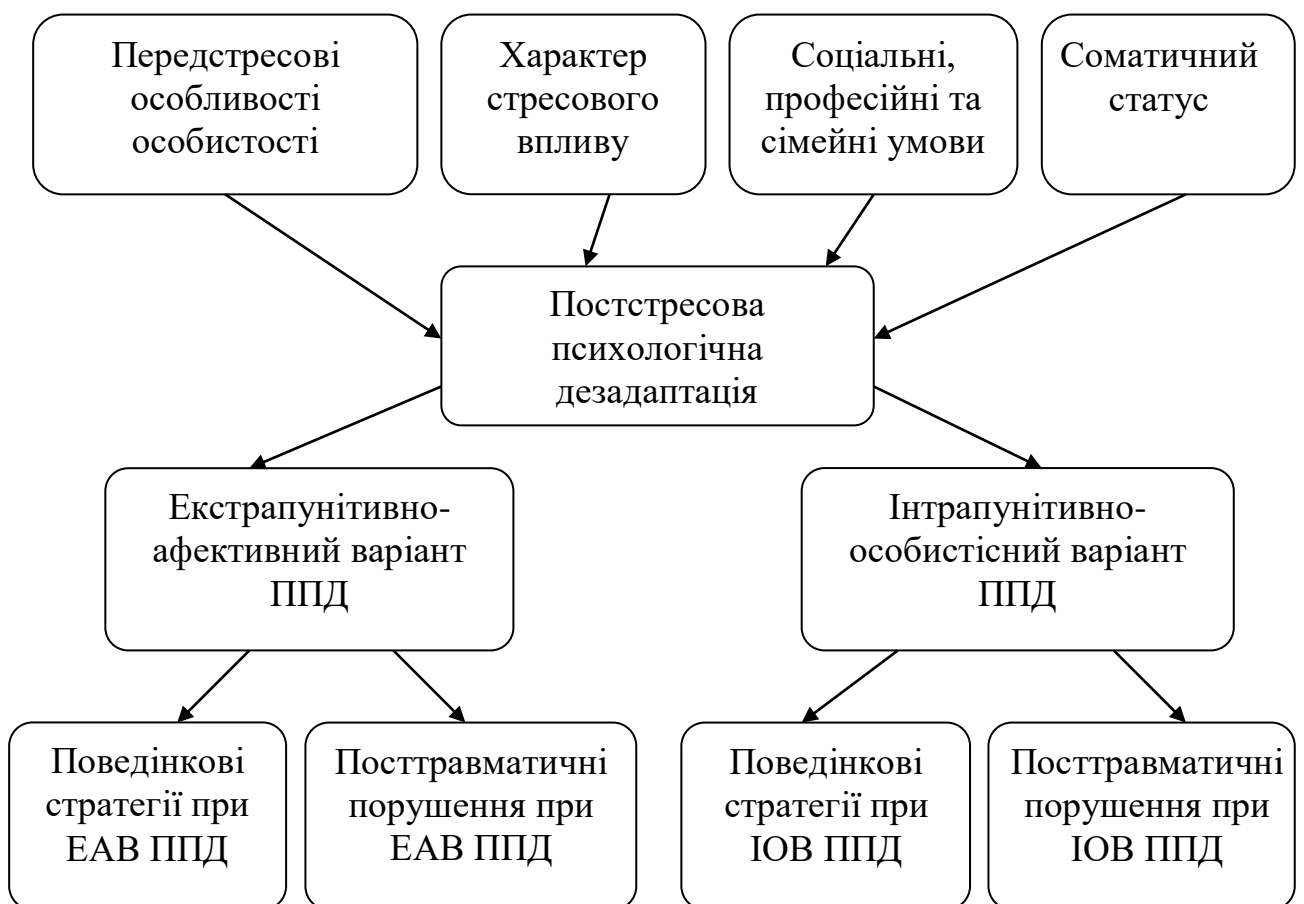 Передстресові
особливості
особистості
Характер
стресового
впливу
Соціальні,
професійні та
сімейні умови
Соматичний
статус
Постстресова
психологічна
дезадаптація
Екстрапунітивно-
афективний варіант
ППД
Інтрапунітивно-
особистісний варіант
ППД
Поведінкові
стратегії при
ЕАВ ППД
Посттравматичні
порушення при
ЕАВ ППД
Поведінкові
стратегії при
ІОВ ППД
Посттравматичні
порушення при
ІОВ ППД